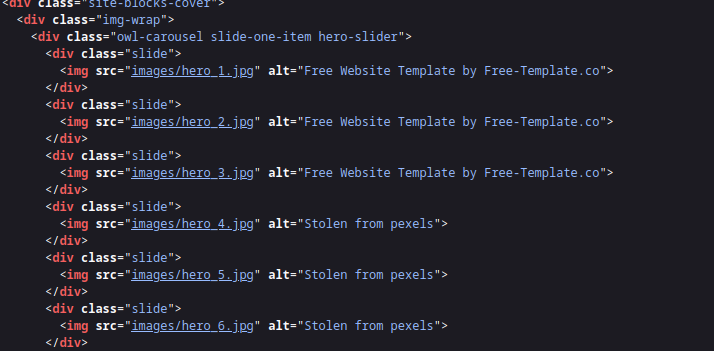 <div class="site-blocks-cover">
<div class="img-wrap">
<div class="owl-carousel slide-one-item hero-slider">
<div class="slide">
<img src="images/hero_1.jpg" alt="Free Website Template by Free-Template.co">
</div>
<div class="slide">
<img src="images/hero_2.jpg" alt="Free Website Template by Free-Template.co">
</div>
<div class="slide">
<img src="images/hero_3.jpg" alt="Free Website Template by Free-Template.co">
</div>
<div class="slide">
<img src="images/hero_4.jpg" alt="Stolen from pexels">
</div>
<div class="slide">
<img src="images/hero_5.jpg" alt="Stolen from pexels">
</div>
<div class="slide">
<img src="images/hero_6.jpg" alt="Stolen from pexels">
</div>